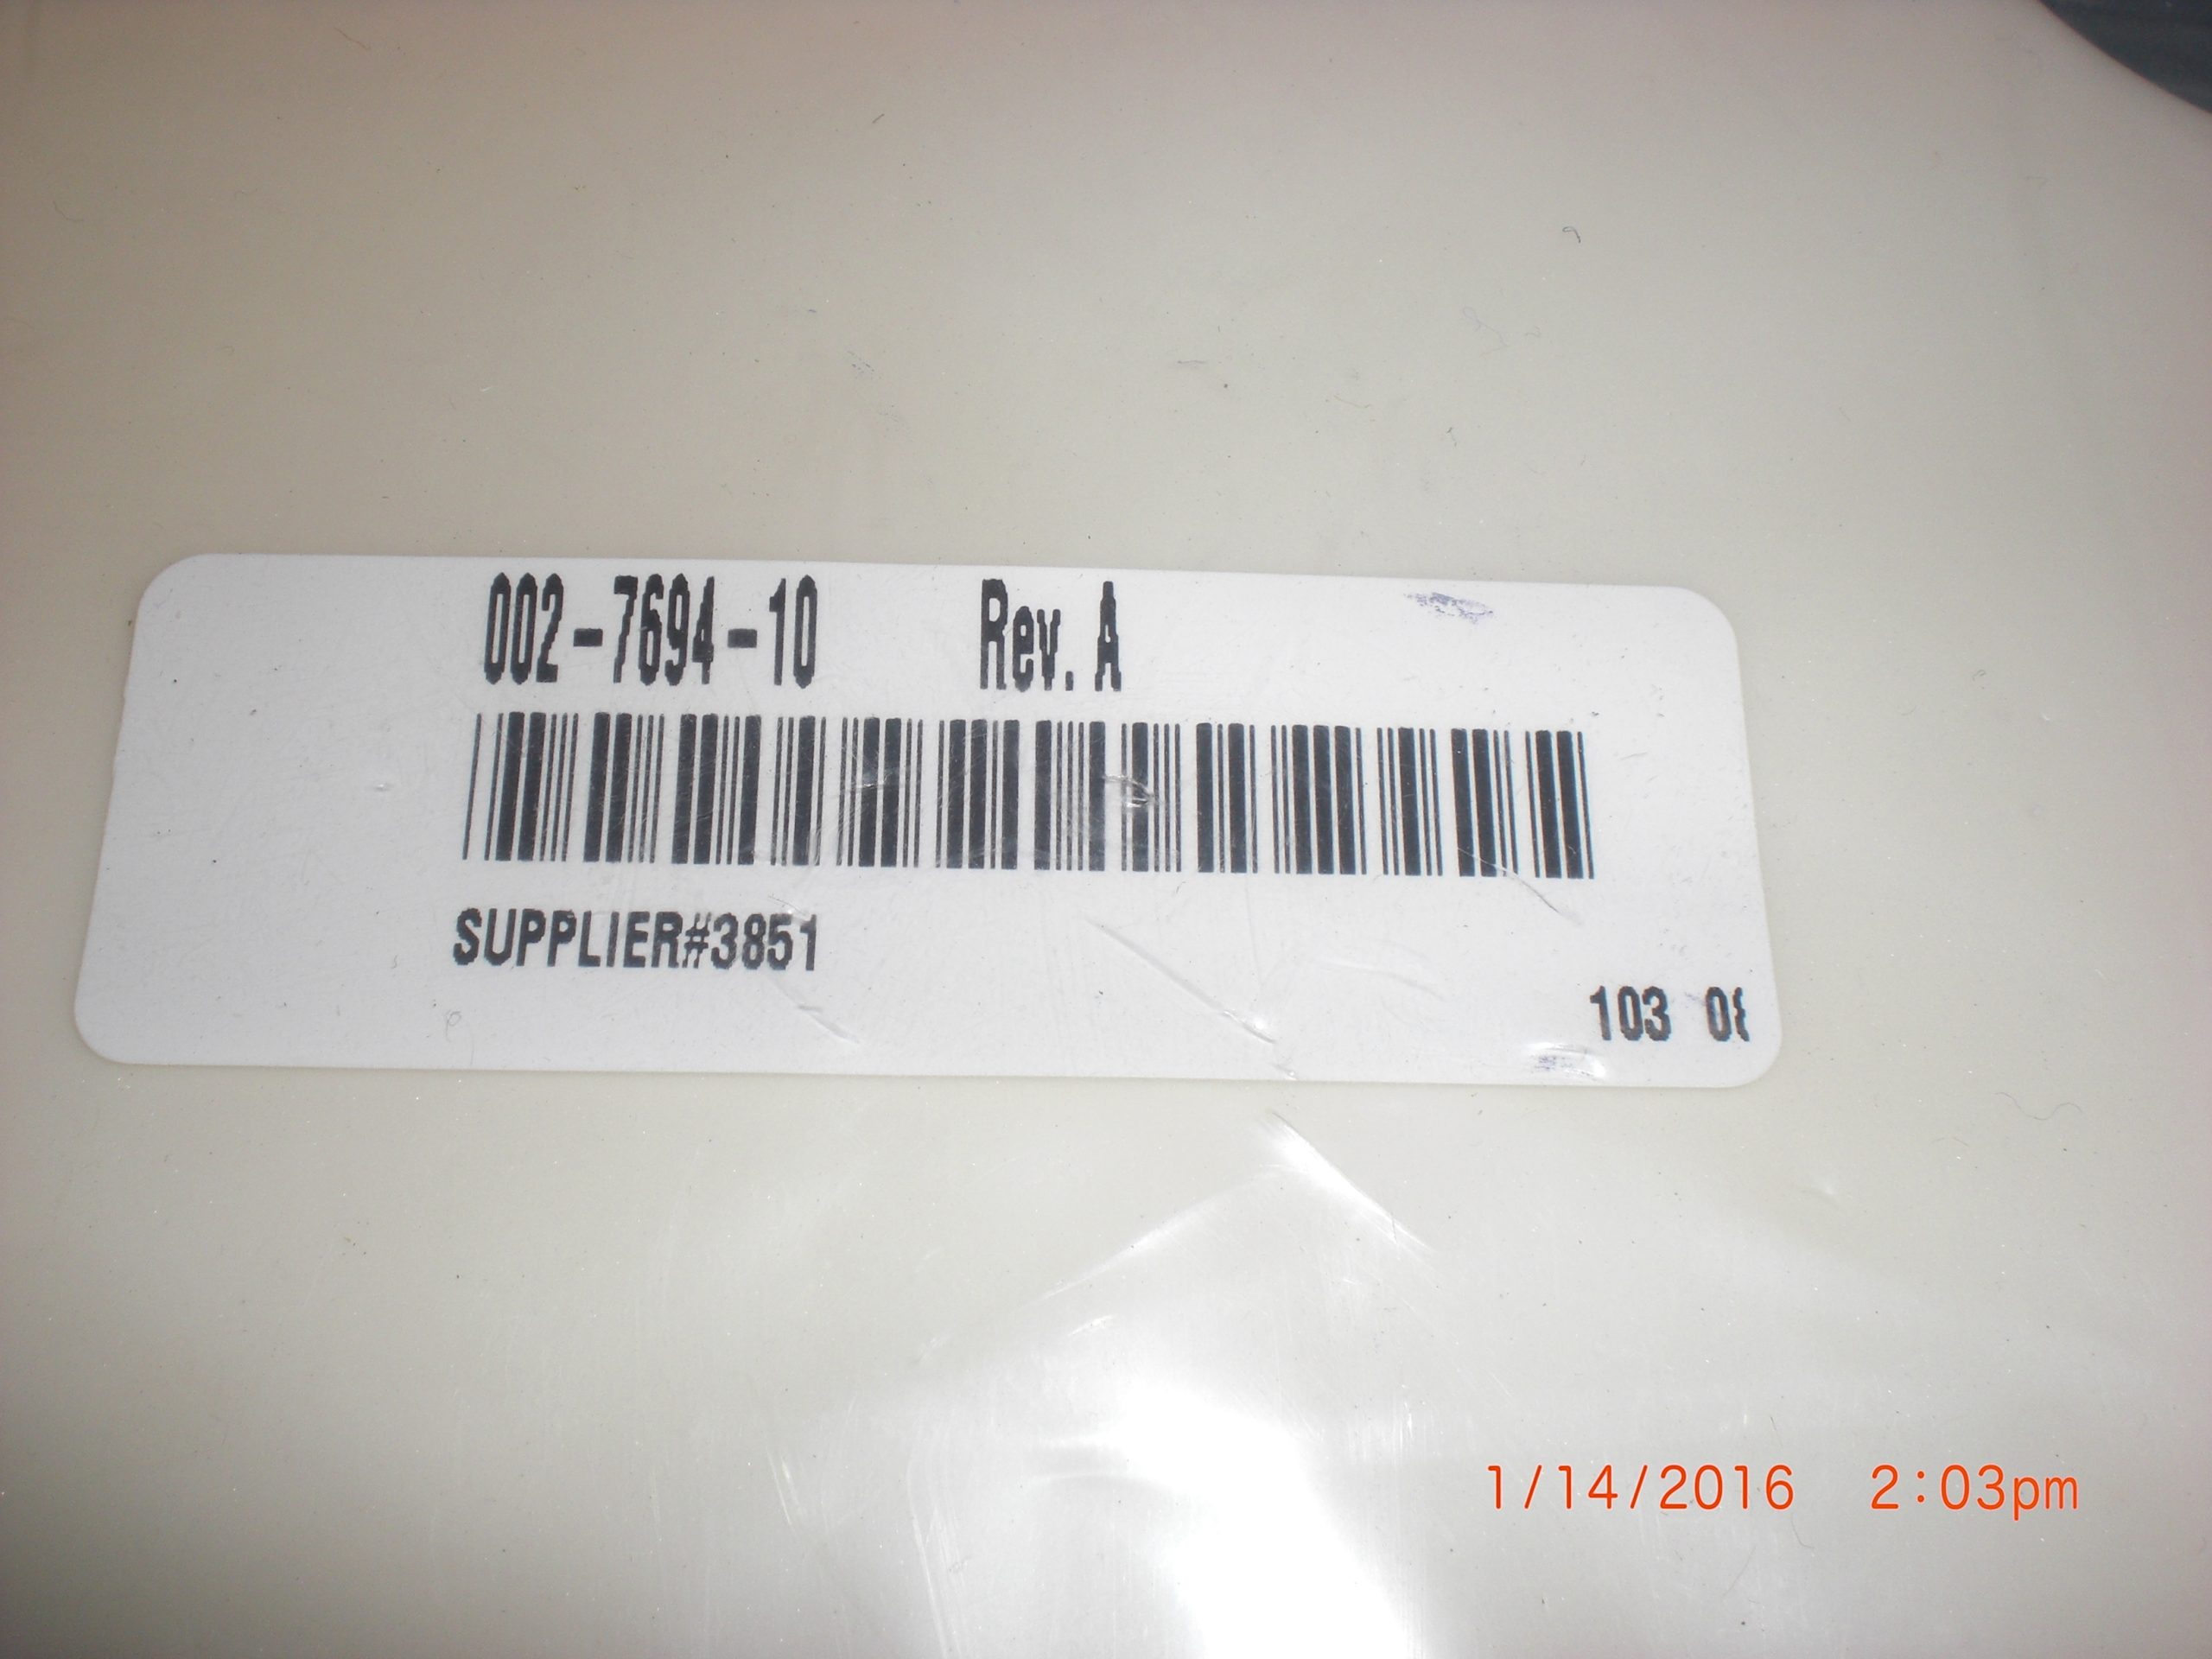 002-7694-10 Rev. A
SUPPLIER#3851
103
1/14/2016 2:03pm